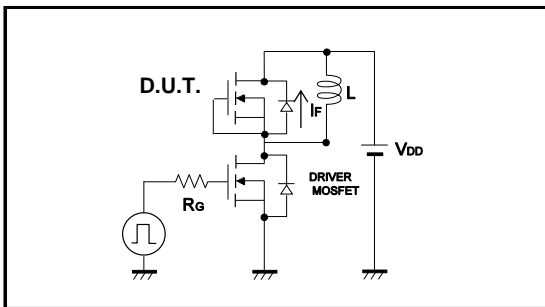 D.U.T.
IF
L
VDD
DRIVER
MOSFET
RG